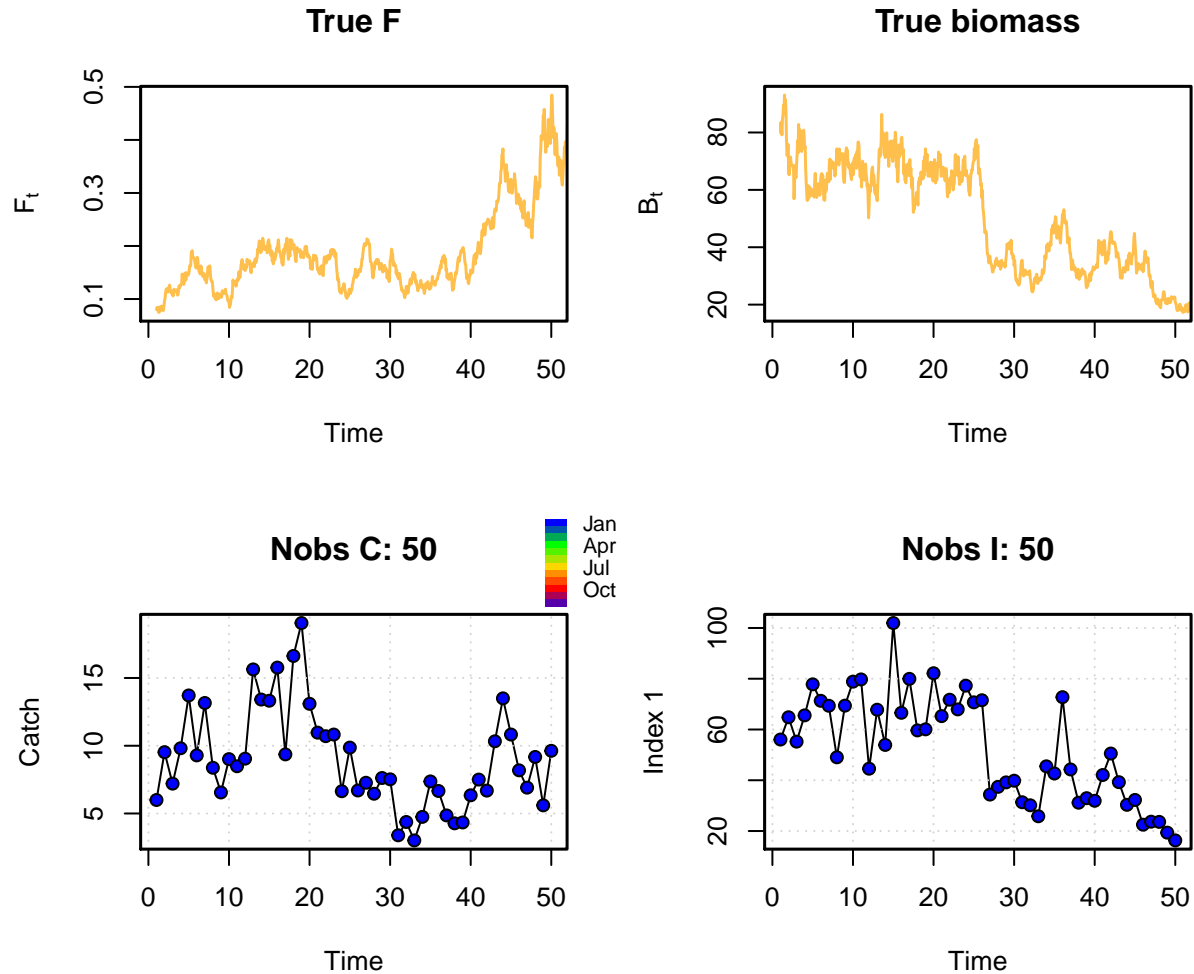 True F
F_t
0.5
0.3
0.1
0 10 20 30 40 50
Time
True biomass
B_t
80
60
40
20
0 10 20 30 40 50
Time
Nobs C: 50
Jan
Apr
Jul
Oct
Catch
15
10
5
0 10 20 30 40 50
Time
Nobs I: 50
Index 1
100
60
20
0 10 20 30 40 50
Time